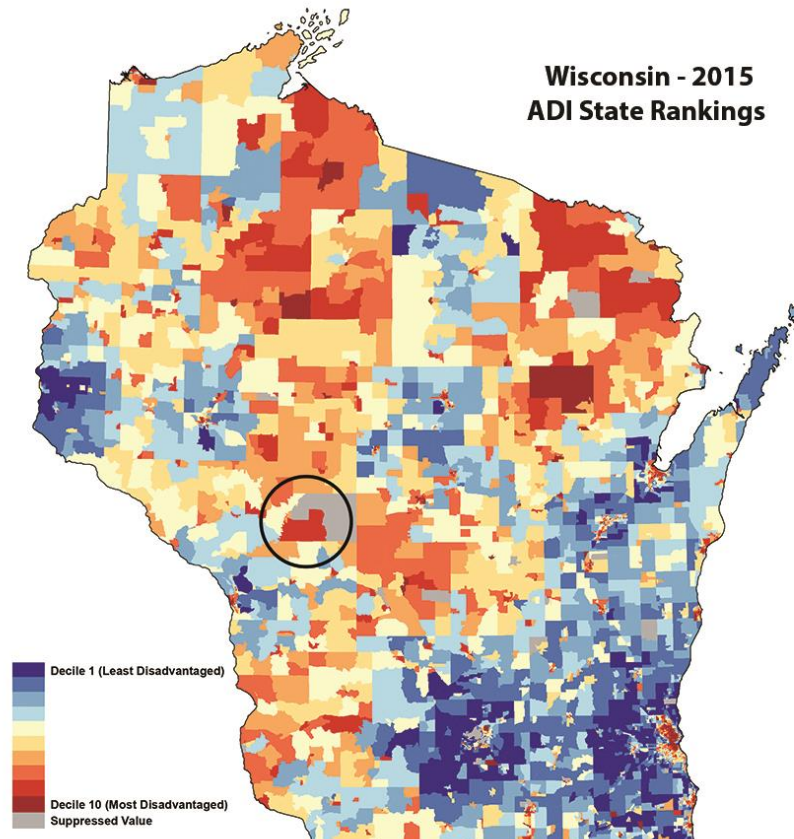 Wisconsin - 2015
ADI State Rankings
Decile 1 (Least Disadvantaged)
Decile 10 (Most Disadvantaged)
Suppressed Value